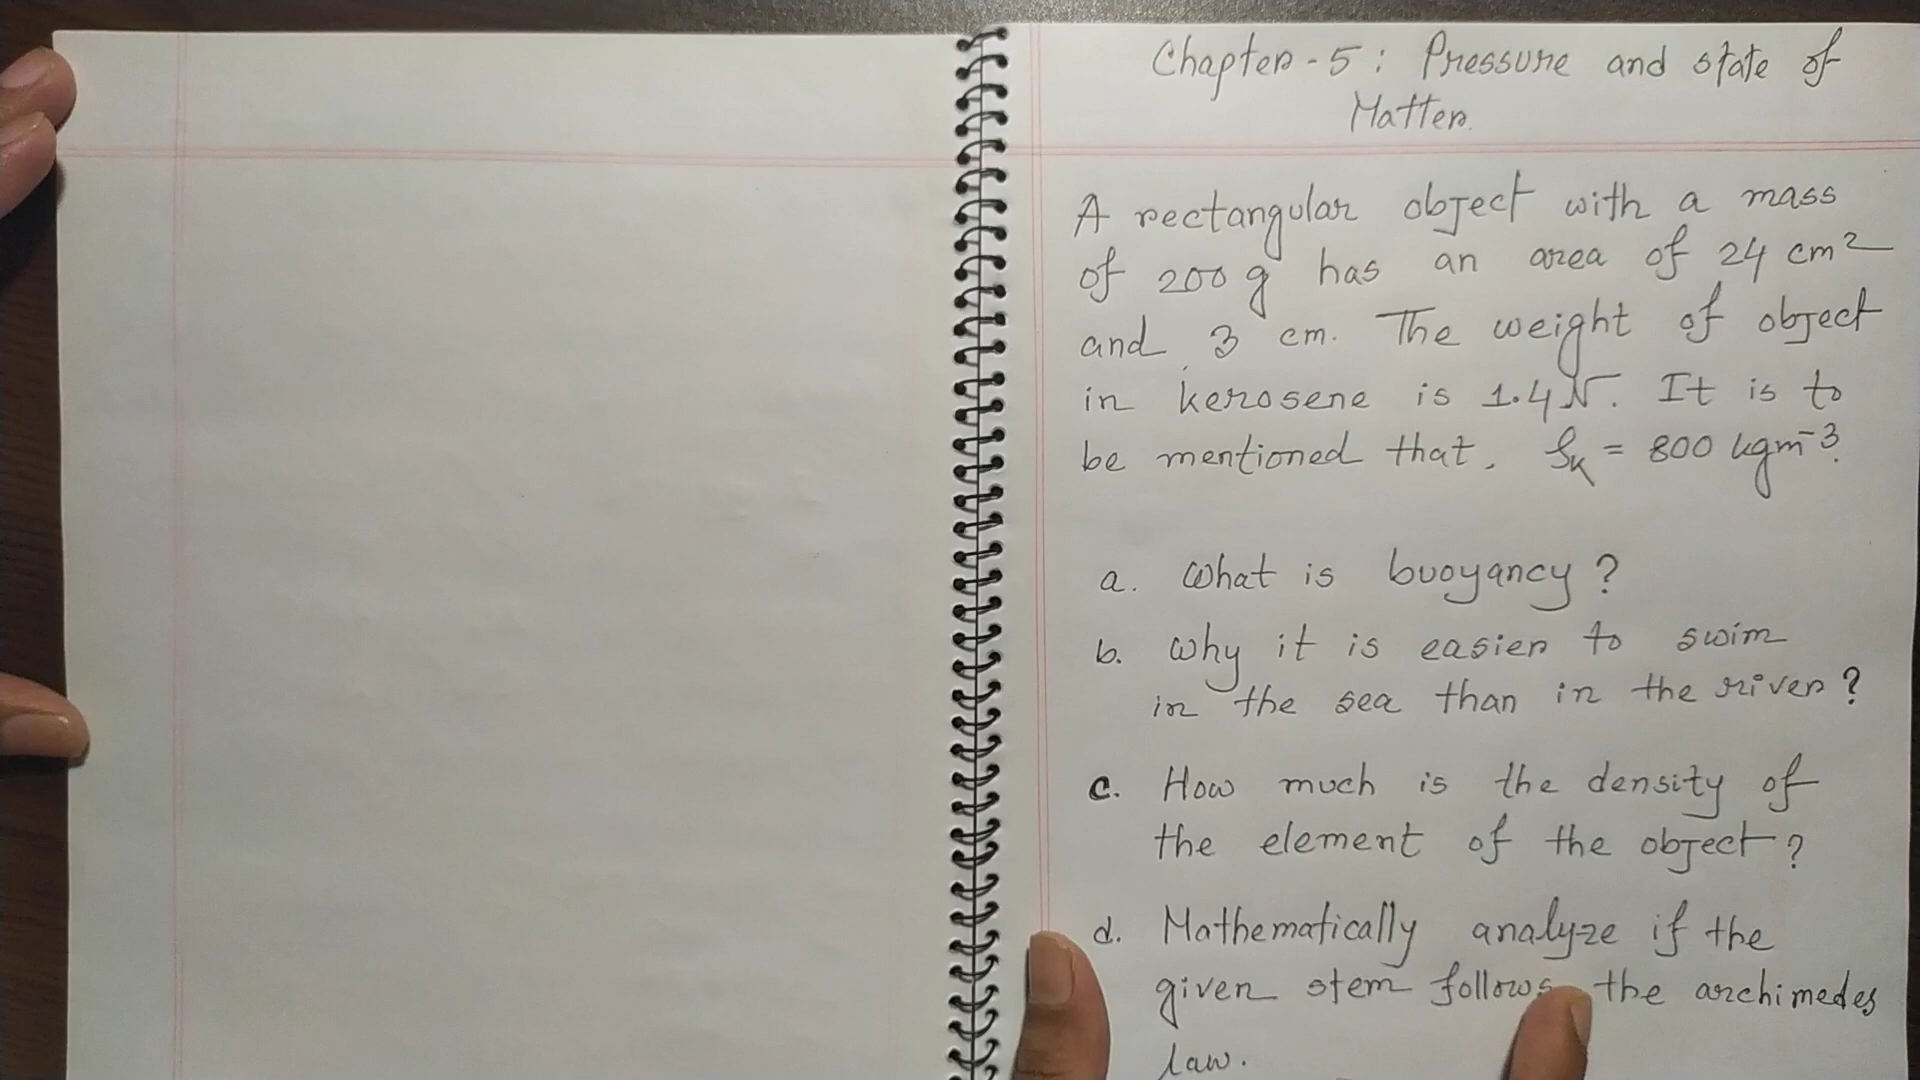 Chapter - 5 : Pressure and state of
Matter.
A rectangular object with a mass
of 200 g has an area of 24 cm²
and 3 cm. The weight of object
in kerosene is 1.4 N. It is to
be mentioned that, ρₖ = 800 kgm⁻³.
a. What is buoyancy ?
b. Why it is easier to swim
in the sea than in the river ?
c. How much is the density of
the element of the object ?
d. Mathematically analyze if the
given stem follows the archimedes
law.